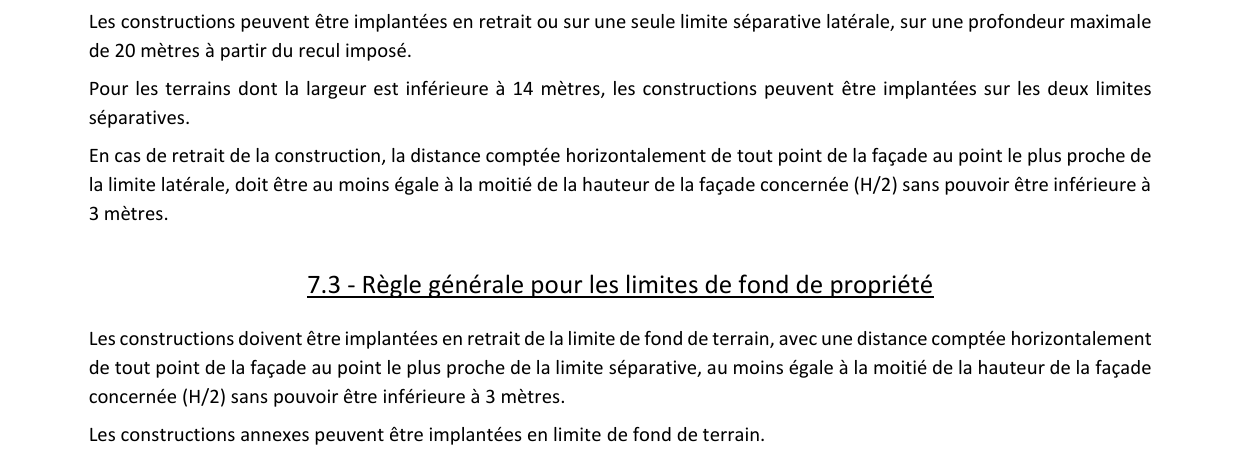 Les constructions peuvent être implantées en retrait ou sur une seule limite séparative latérale, sur une profondeur maximale
de 20 mètres à partir du recul imposé.
Pour les terrains dont la largeur est inférieure à 14 mètres, les constructions peuvent être implantées sur les deux limites
séparatives.
En cas de retrait de la construction, la distance comptée horizontalement de tout point de la façade au point le plus proche de
la limite latérale, doit être au moins égale à la moitié de la hauteur de la façade concernée (H/2) sans pouvoir être inférieure à
3 mètres.
7.3 - Règle générale pour les limites de fond de propriété
Les constructions doivent être implantées en retrait de la limite de fond de terrain, avec une distance comptée horizontalement
de tout point de la façade au point le plus proche de la limite séparative, au moins égale à la moitié de la hauteur de la façade
concernée (H/2) sans pouvoir être inférieure à 3 mètres.
Les constructions annexes peuvent être implantées en limite de fond de terrain.